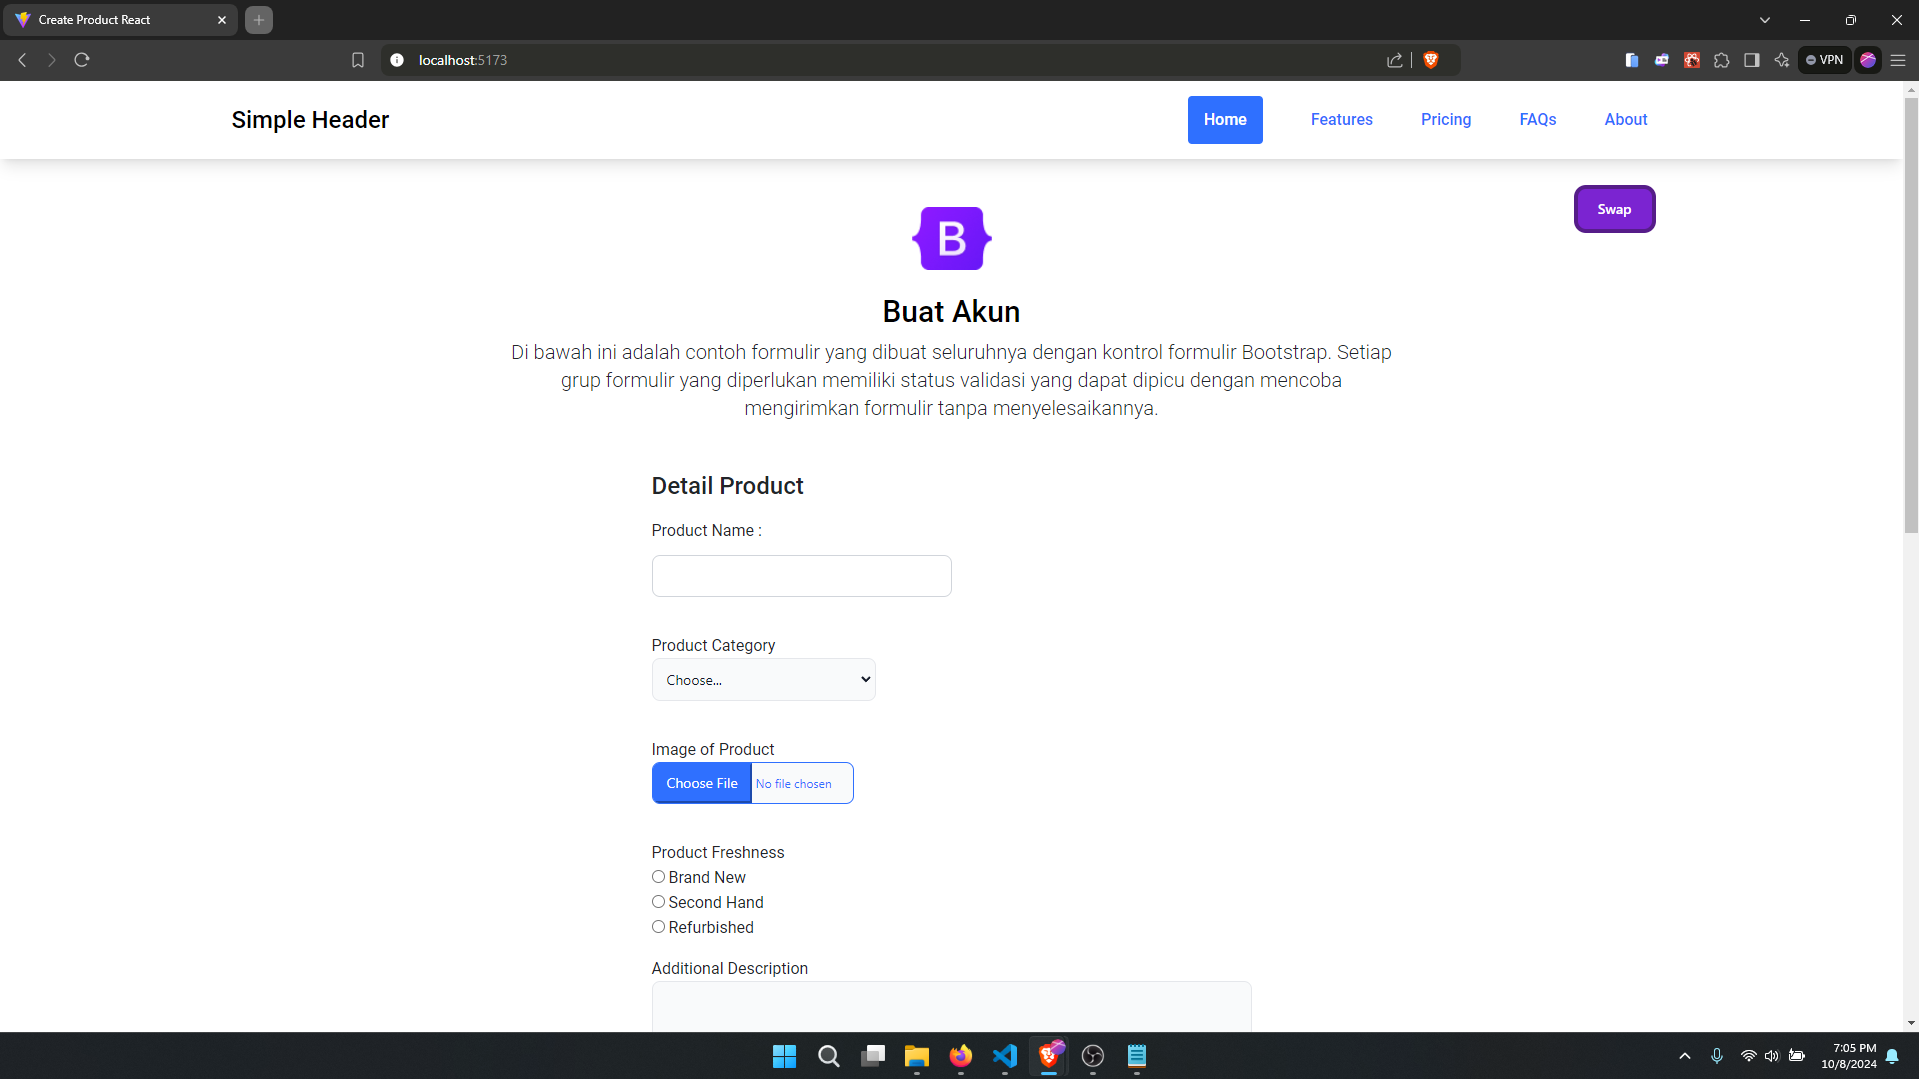 Create Product React
localhost:5173
VPN
Simple Header
Home
Features
Pricing
FAQs
About
Swap
B
Buat Akun
Di bawah ini adalah contoh formulir yang dibuat seluruhnya dengan kontrol formulir Bootstrap. Setiap
grup formulir yang diperlukan memiliki status validasi yang dapat dipicu dengan mencoba
mengirimkan formulir tanpa menyelesaikannya.
Detail Product
Product Name :
Product Category
Choose...
Image of Product
Choose File No file chosen
Product Freshness
Brand New
Second Hand
Refurbished
Additional Description
7:05 PM
10/8/2024